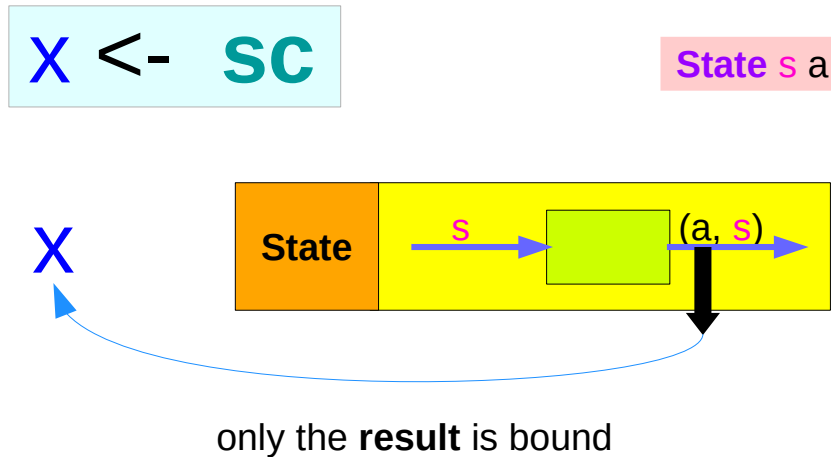 x <- sc
State s a
x
State
s
(a, s)
only the result is bound